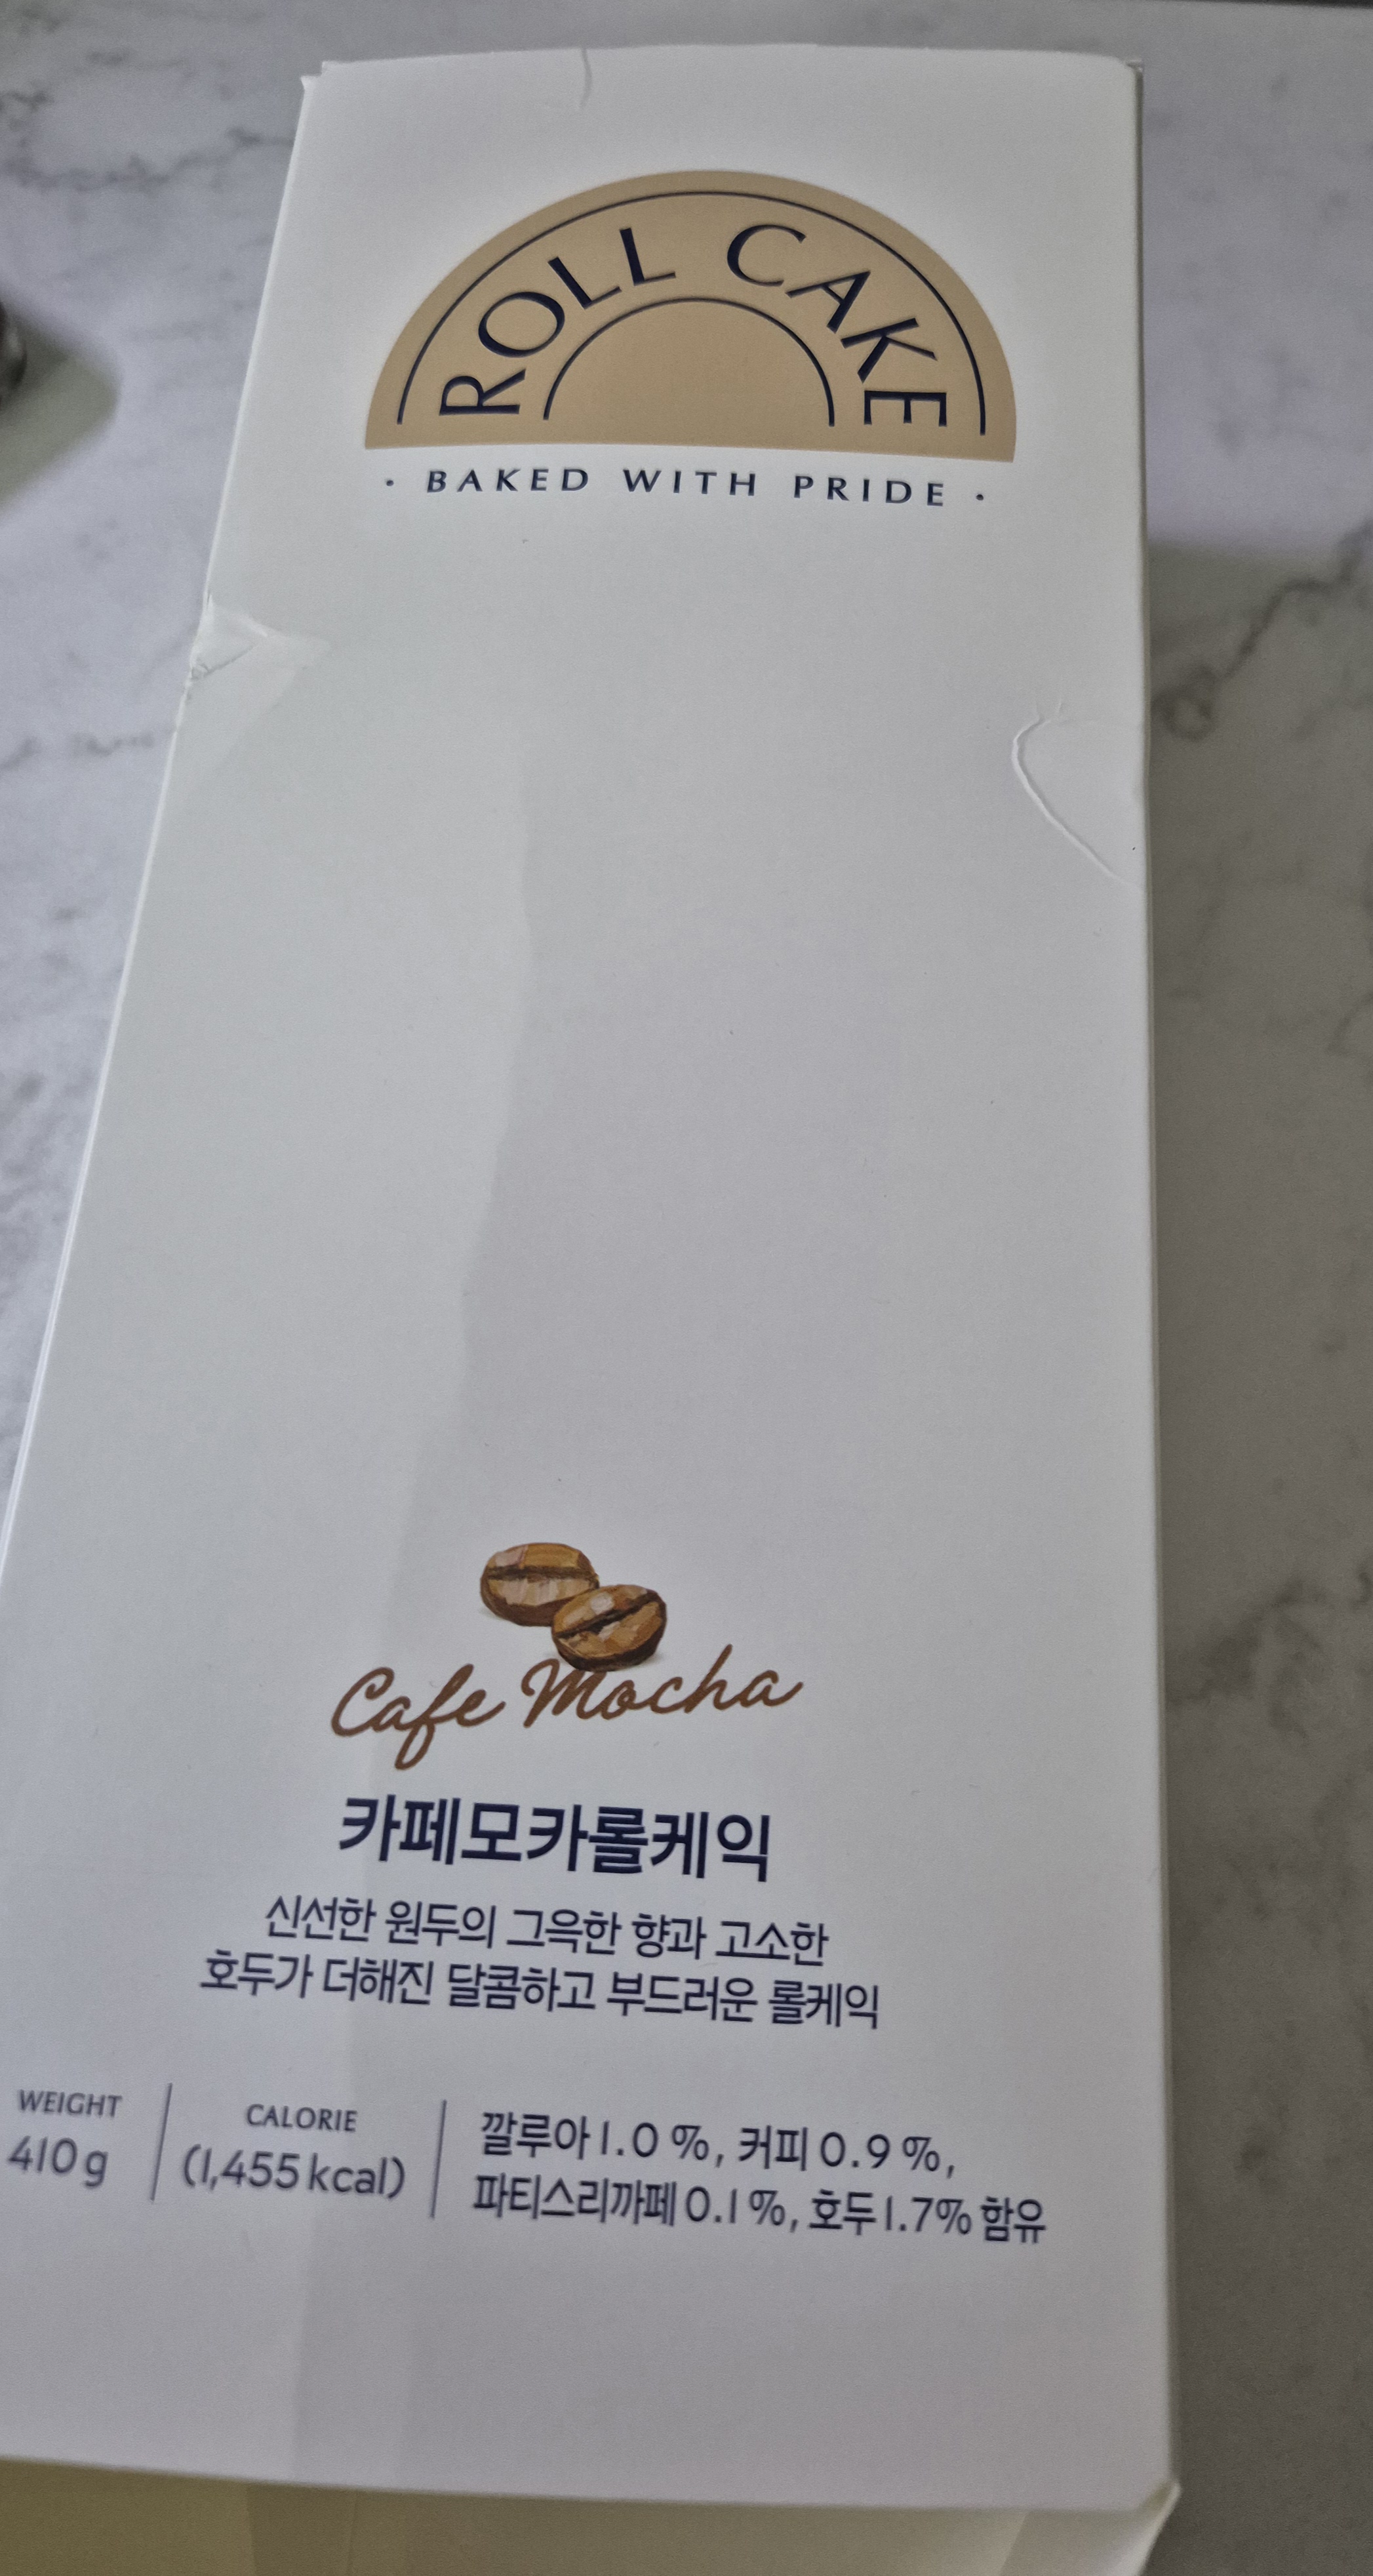 ROLL CAKE
· BAKED WITH PRIDE ·
Cafe Mocha
카페모카롤케익
신선한 원두의 그윽한 향과 고소한
호두가 더해진 달콤하고 부드러운 롤케익
WEIGHT
410g
CALORIE
(1,455 kcal)
깔루아 1.0 %, 커피 0.9 %,
파티스리까페 0.1 %, 호두 1.7% 함유